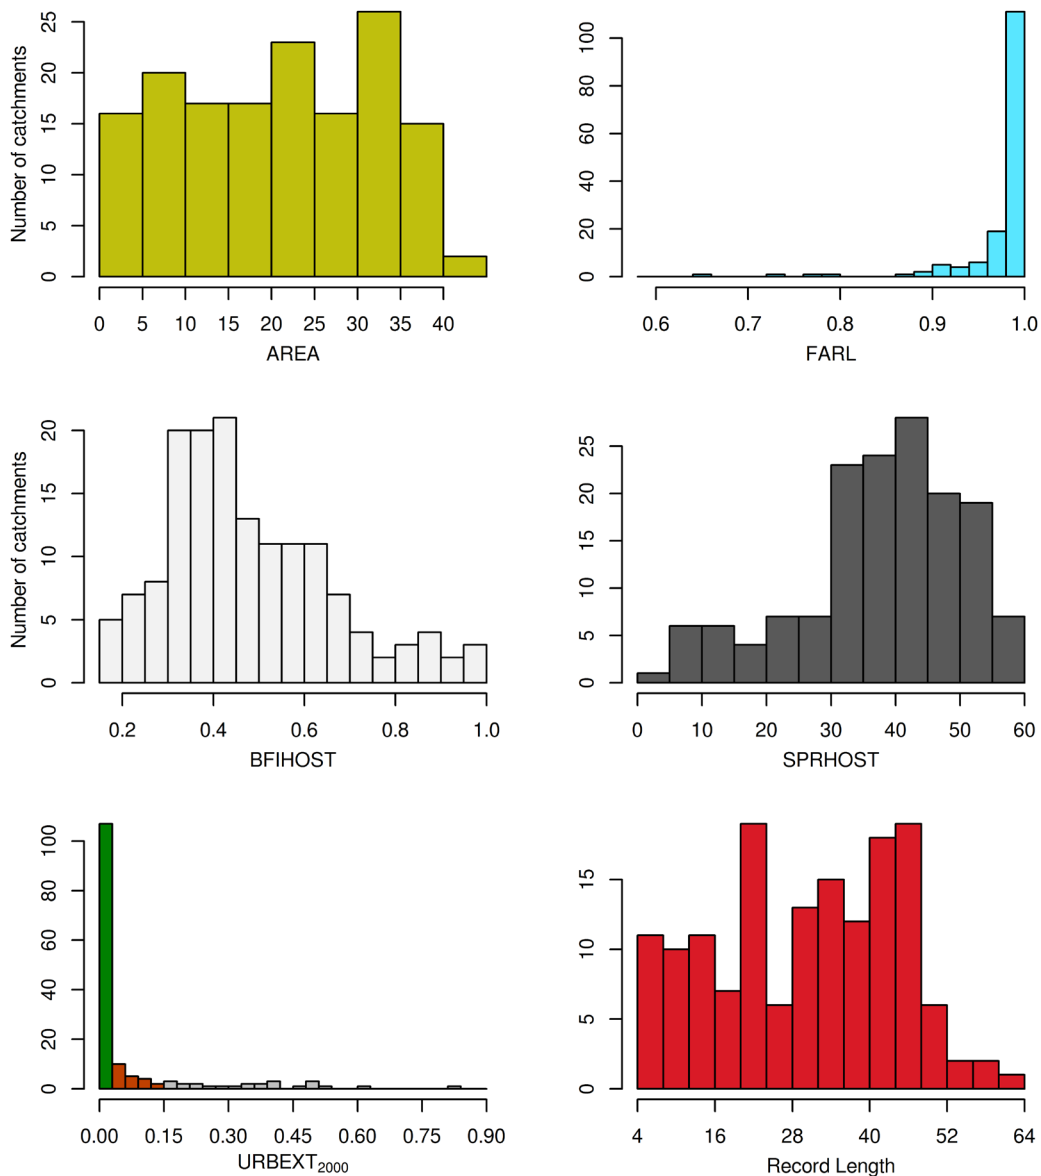 Number of catchments
25
20
15
10
5
0
0 5 10 15 20 25 30 35 40
AREA
100
80
60
40
20
0
0.6 0.7 0.8 0.9 1.0
FARL
Number of catchments
20
15
10
5
0
0.2 0.4 0.6 0.8 1.0
BFIHOST
25
20
15
10
5
0
0 10 20 30 40 50 60
SPRHOST
100
80
60
40
20
0
0.00 0.15 0.30 0.45 0.60 0.75 0.90
URBEXT2000
15
10
5
0
4 16 28 40 52 64
Record Length